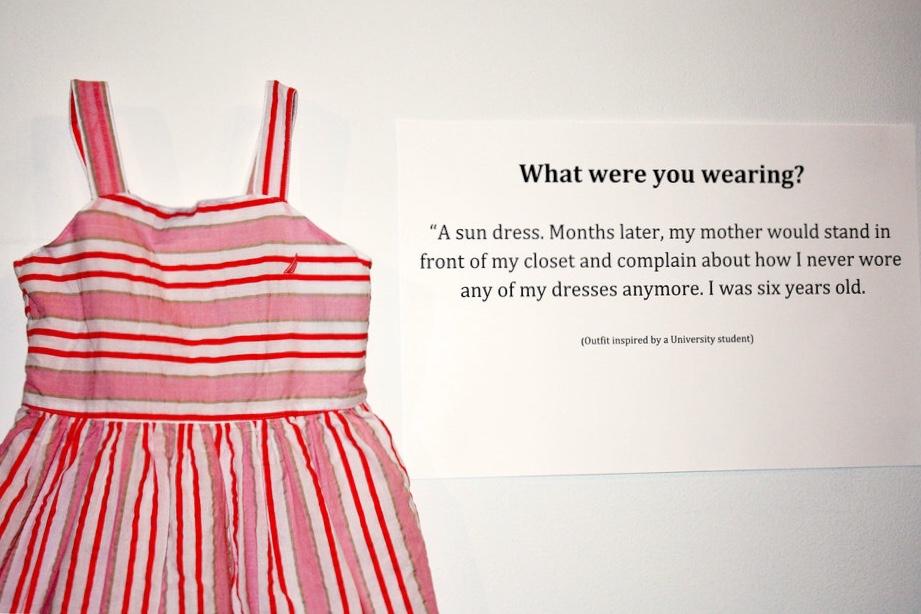 What were you wearing?
“A sun dress. Months later, my mother would stand in
front of my closet and complain about how I never wore
any of my dresses anymore. I was six years old.
(Outfit inspired by a University student)